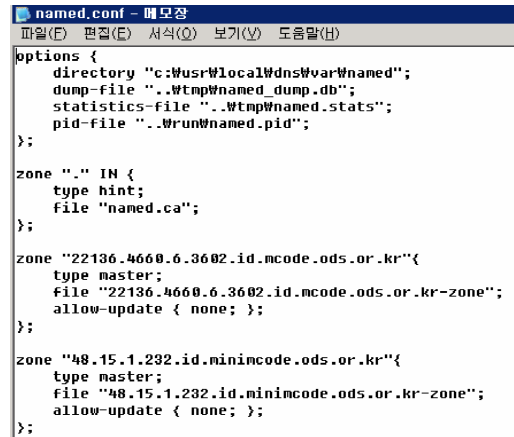 named.conf - 메모장
파일(F) 편집(E) 서식(O) 보기(V) 도움말(H)
options {
directory "c:₩usr₩local₩dns₩var₩named";
dump-file "..₩tmp₩named_dump.db";
statistics-file "..₩tmp₩named.stats";
pid-file "..₩run₩named.pid";
};
zone "." IN {
type hint;
file "named.ca";
};
zone "22136.4660.6.3602.id.mcode.ods.or.kr"{
type master;
file "22136.4660.6.3602.id.mcode.ods.or.kr-zone";
allow-update { none; };
};
zone "48.15.1.232.id.minimcode.ods.or.kr"{
type master;
file "48.15.1.232.id.minimcode.ods.or.kr-zone";
allow-update { none; };
};